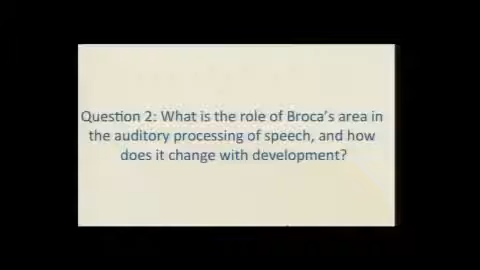 Question 2: What is the role of Broca's area in
the auditory processing of speech, and how
does it change with development?